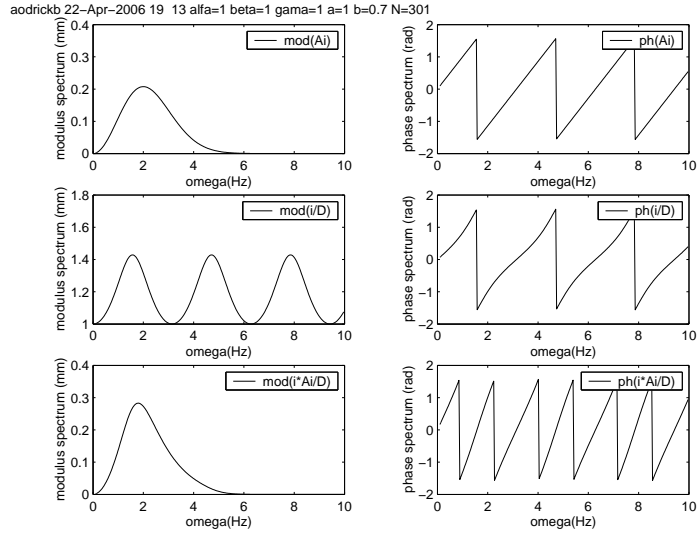 aodrickb 22-Apr-2006 19 13 alfa=1 beta=1 gama=1 a=1 b=0.7 N=301
modulus spectrum (mm)
0.4
0.3
0.2
0.1
0
mod(Ai)
0 2 4 6 8 10
omega(Hz)
phase spectrum (rad)
2
1
0
-1
-2
ph(Ai)
0 2 4 6 8 10
omega(Hz)
modulus spectrum (mm)
1.8
1.6
1.4
1.2
1
mod(i/D)
0 2 4 6 8 10
omega(Hz)
phase spectrum (rad)
2
1
0
-1
-2
ph(i/D)
0 2 4 6 8 10
omega(Hz)
modulus spectrum (mm)
0.4
0.3
0.2
0.1
0
mod(i*Ai/D)
0 2 4 6 8 10
omega(Hz)
phase spectrum (rad)
2
1
0
-1
-2
ph(i*Ai/D)
0 2 4 6 8 10
omega(Hz)